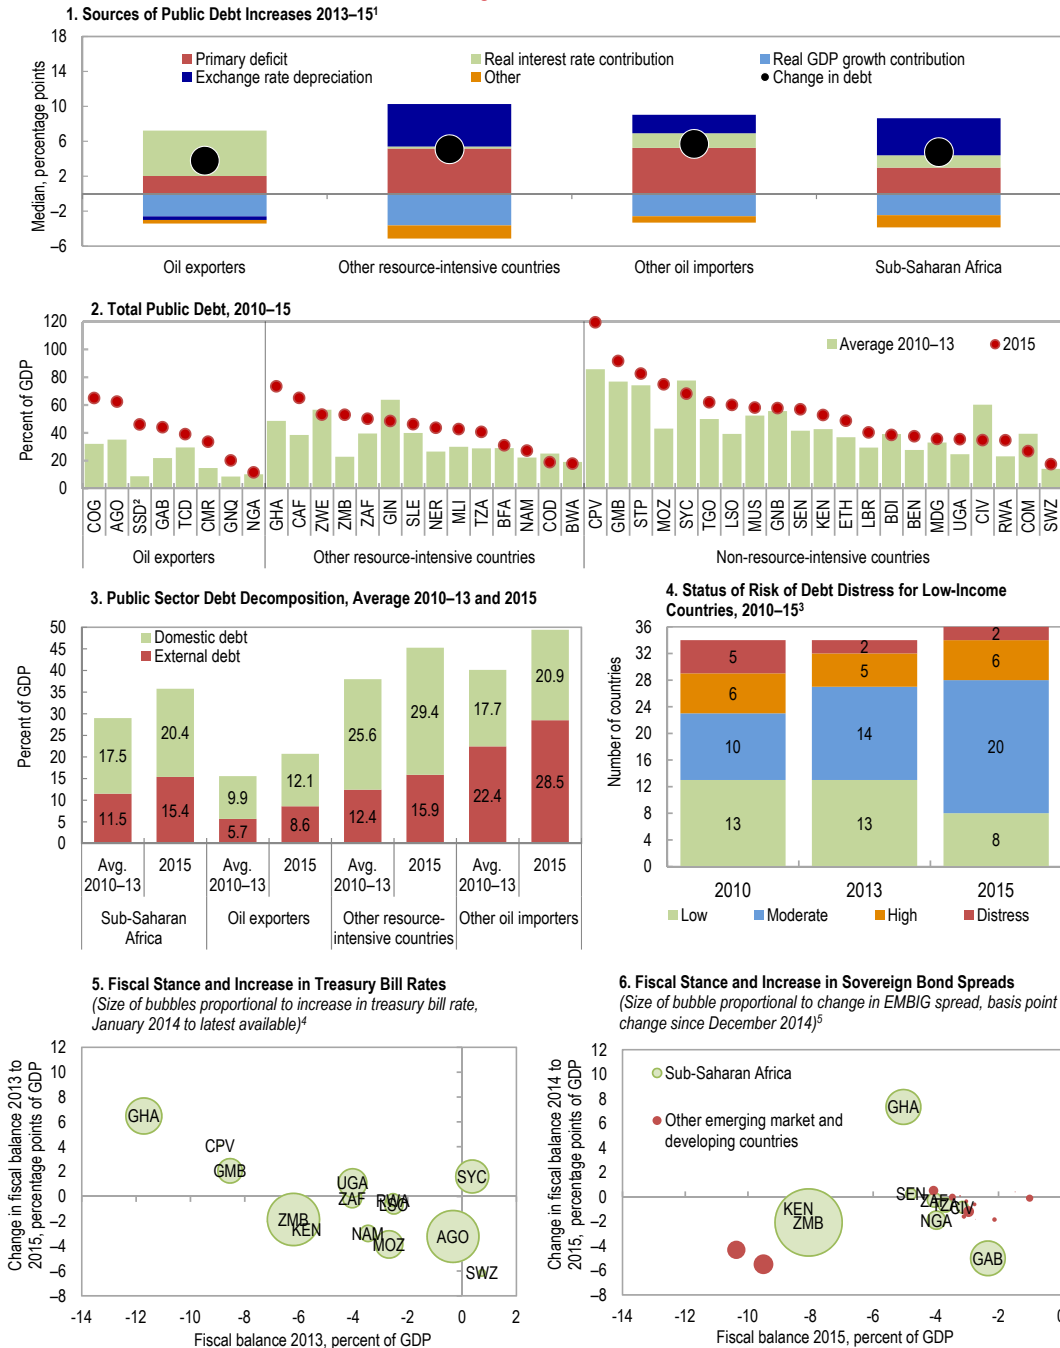 1. Sources of Public Debt Increases 2013–15¹
Median, percentage points
18
14
10
6
2
–2
–6
Primary deficit
Real interest rate contribution
Real GDP growth contribution
Exchange rate depreciation
Other
Change in debt
Oil exporters
Other resource-intensive countries
Other oil importers
Sub-Saharan Africa
2. Total Public Debt, 2010–15
Percent of GDP
120
100
80
60
40
20
0
Average 2010–13
2015
COG
AGO
SSD²
GAB
TCD
CMR
GNQ
NGA
GHA
CAF
ZWE
ZMB
ZAF
GIN
SLE
NER
MLI
TZA
BFA
NAM
COD
BWA
CPV
GMB
STP
MOZ
SYC
TGO
LSO
MUS
GNB
SEN
KEN
ETH
LBR
BDI
BEN
MDG
UGA
CIV
RWA
COM
SWZ
Oil exporters
Other resource-intensive countries
Non-resource-intensive countries
3. Public Sector Debt Decomposition, Average 2010–13 and 2015
Percent of GDP
50
45
40
35
30
25
20
15
10
5
0
Domestic debt
External debt
17.5
11.5
20.4
15.4
9.9
5.7
12.1
8.6
25.6
12.4
29.4
15.9
17.7
22.4
20.9
28.5
Avg.
2010–13
2015
Avg.
2010–13
2015
Avg.
2010–13
2015
Avg.
2010–13
2015
Sub-Saharan
Africa
Oil exporters
Other resource-
intensive countries
Other oil importers
4. Status of Risk of Debt Distress for Low-Income
Countries, 2010–15³
Number of countries
36
32
28
24
20
16
12
8
4
0
5
6
10
13
2
5
14
13
2
6
20
8
2010
2013
2015
Low
Moderate
High
Distress
5. Fiscal Stance and Increase in Treasury Bill Rates
(Size of bubbles proportional to increase in treasury bill rate,
January 2014 to latest available)⁴
Change in fiscal balance 2013 to
2015, percentage points of GDP
12
10
8
6
4
2
0
–2
–4
–6
–8
GHA
CPV
GMB
UGA
ZAF
RWA
LSO
SYC
ZMB
KEN
NAM
MOZ
AGO
SWZ
-14
-12
-10
-8
-6
-4
-2
0
2
Fiscal balance 2013, percent of GDP
6. Fiscal Stance and Increase in Sovereign Bond Spreads
(Size of bubble proportional to change in EMBIG spread, basis point
change since December 2014)⁵
Change in fiscal balance 2014 to
2015, percentage points of GDP
12
10
8
6
4
2
0
–2
–4
–6
–8
Sub-Saharan Africa
Other emerging market and
developing countries
GHA
SEN
ZAF
TZA
CIV
KEN
ZMB
NGA
GAB
-14
-12
-10
-8
-6
-4
-2
0
Fiscal balance 2015, percent of GDP